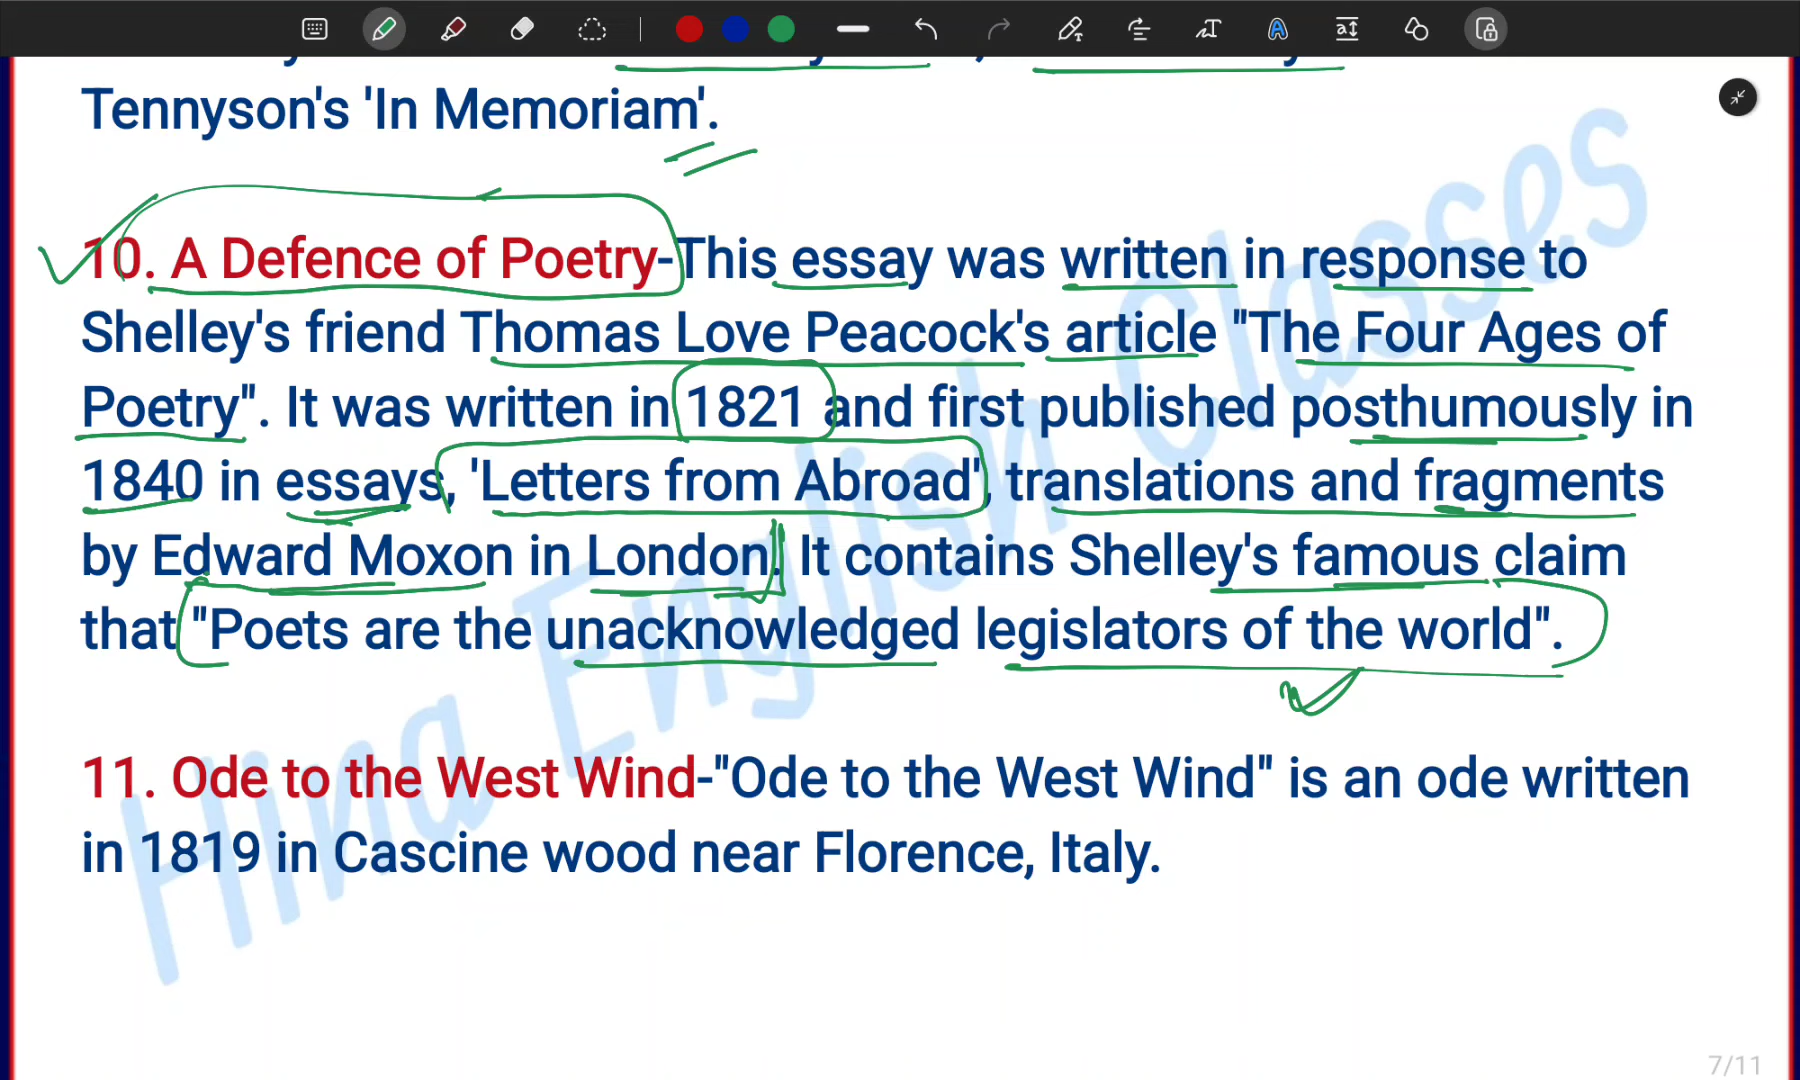 Tennyson's 'In Memoriam'.
10. A Defence of Poetry-This essay was written in response to
Shelley's friend Thomas Love Peacock's article "The Four Ages of
Poetry". It was written in 1821 and first published posthumously in
1840 in essays, 'Letters from Abroad', translations and fragments
by Edward Moxon in London. It contains Shelley's famous claim
that "Poets are the unacknowledged legislators of the world".
11. Ode to the West Wind-"Ode to the West Wind" is an ode written
in 1819 in Cascine wood near Florence, Italy.
Hina English Classes
7/11